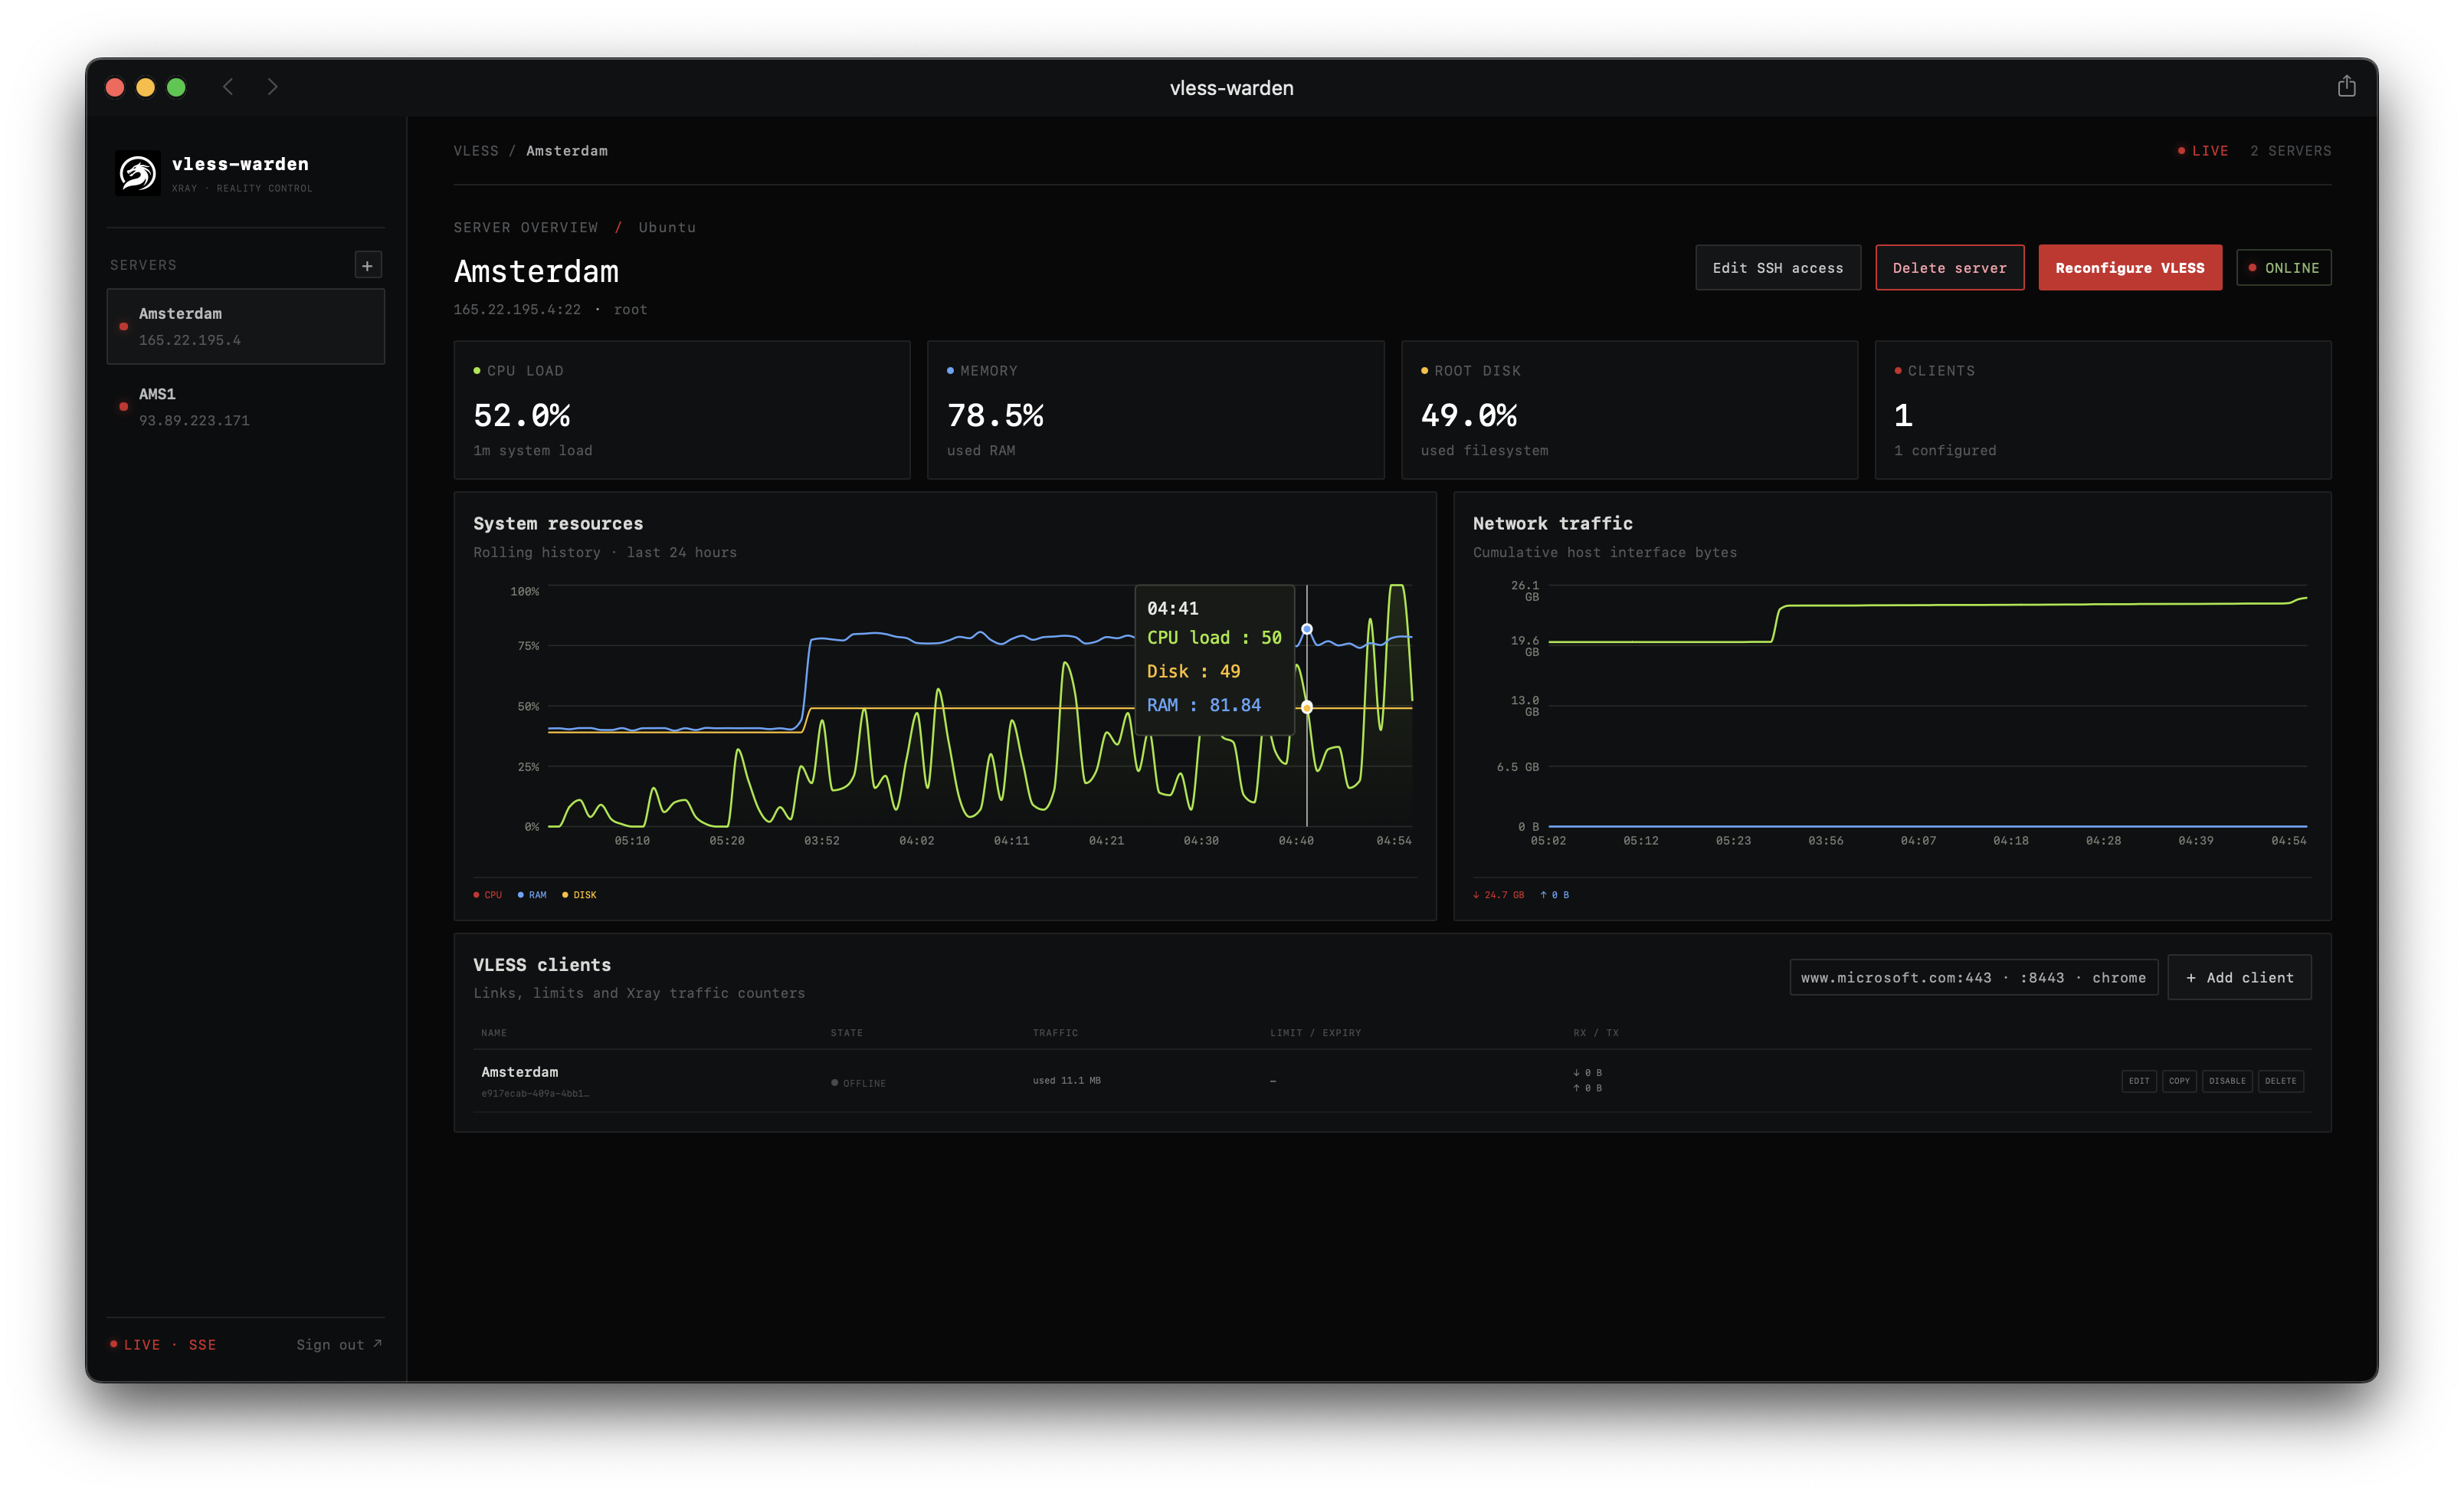 vless-warden
vless-warden
XRAY · REALITY CONTROL
SERVERS
+
Amsterdam
165.22.195.4
AMS1
93.89.223.171
LIVE · SSE
Sign out ↗
VLESS / Amsterdam
LIVE 2 SERVERS
SERVER OVERVIEW / Ubuntu
Amsterdam
165.22.195.4:22 · root
Edit SSH access
Delete server
Reconfigure VLESS
ONLINE
CPU LOAD
52.0%
1m system load
MEMORY
78.5%
used RAM
ROOT DISK
49.0%
used filesystem
CLIENTS
1
1 configured
System resources
Rolling history · last 24 hours
100%
75%
50%
25%
0%
04:41
CPU load : 50
Disk : 49
RAM : 81.84
05:10 05:20 03:52 04:02 04:11 04:21 04:30 04:40 04:54
CPU RAM DISK
Network traffic
Cumulative host interface bytes
26.1
GB
19.6
GB
13.0
GB
6.5 GB
0 B
05:02 05:12 05:23 03:56 04:07 04:18 04:28 04:39 04:54
↓ 24.7 GB ↑ 0 B
VLESS clients
Links, limits and Xray traffic counters
www.microsoft.com:443 · :8443 · chrome
+ Add client
NAME STATE TRAFFIC LIMIT / EXPIRY RX / TX
Amsterdam
e917ecab-409a-4bb1…
OFFLINE
used 11.1 MB
—
↓ 0 B
↑ 0 B
EDIT COPY DISABLE DELETE